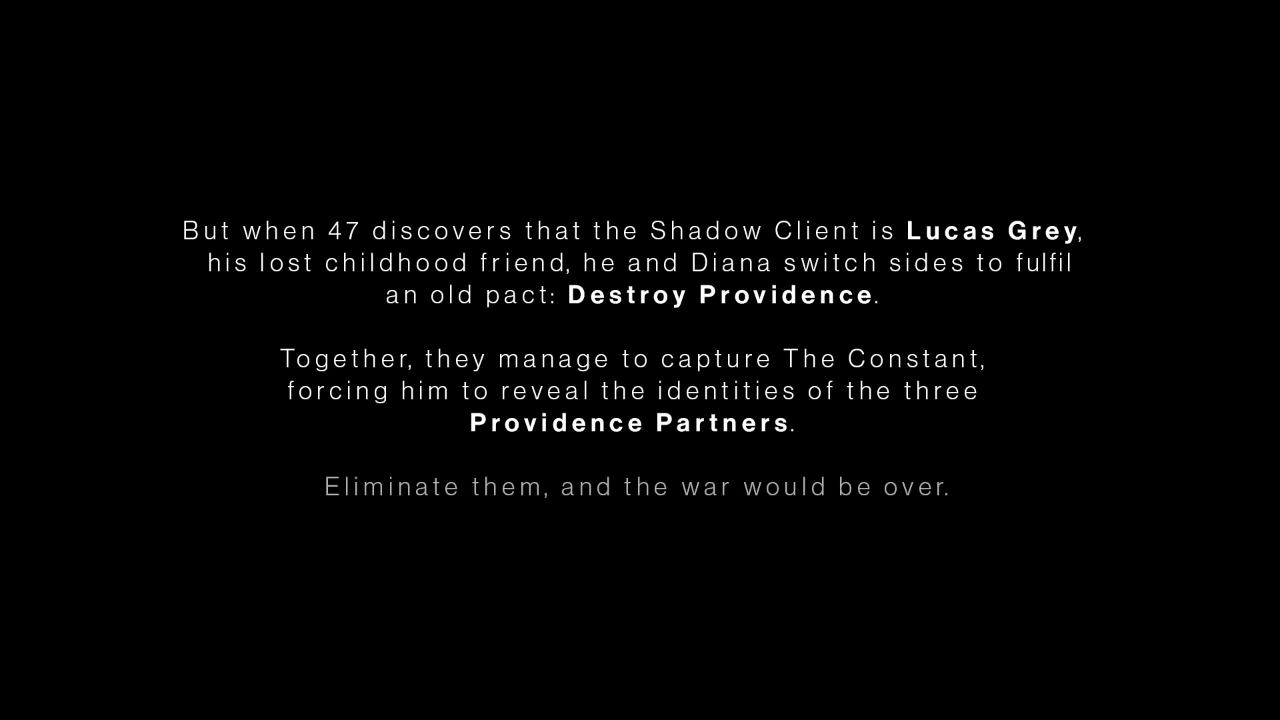 But when 47 discovers that the Shadow Client is Lucas Grey,
his lost childhood friend, he and Diana switch sides to fulfil
an old pact: Destroy Providence.
Together, they manage to capture The Constant,
forcing him to reveal the identities of the three
Providence Partners.
Eliminate them, and the war would be over.